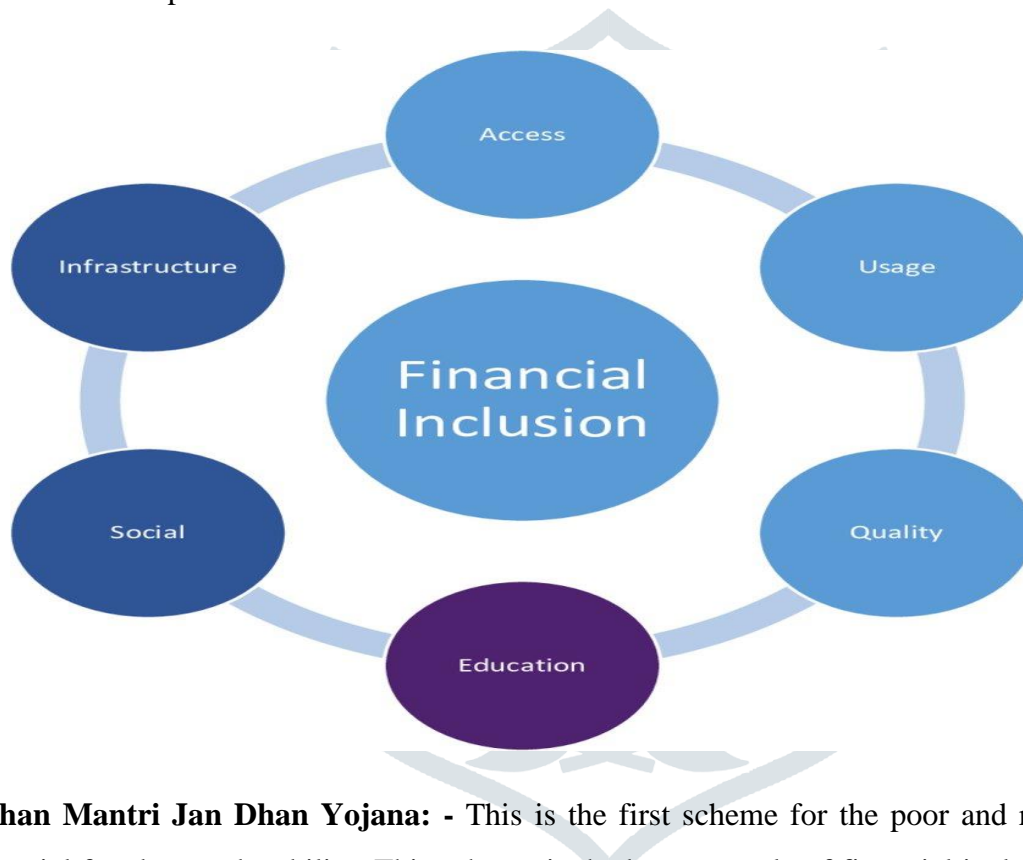 Access
Infrastructure
Usage
Financial
Inclusion
Social
Quality
Education
han Mantri Jan Dhan Yojana: - This is the first scheme for the poor and